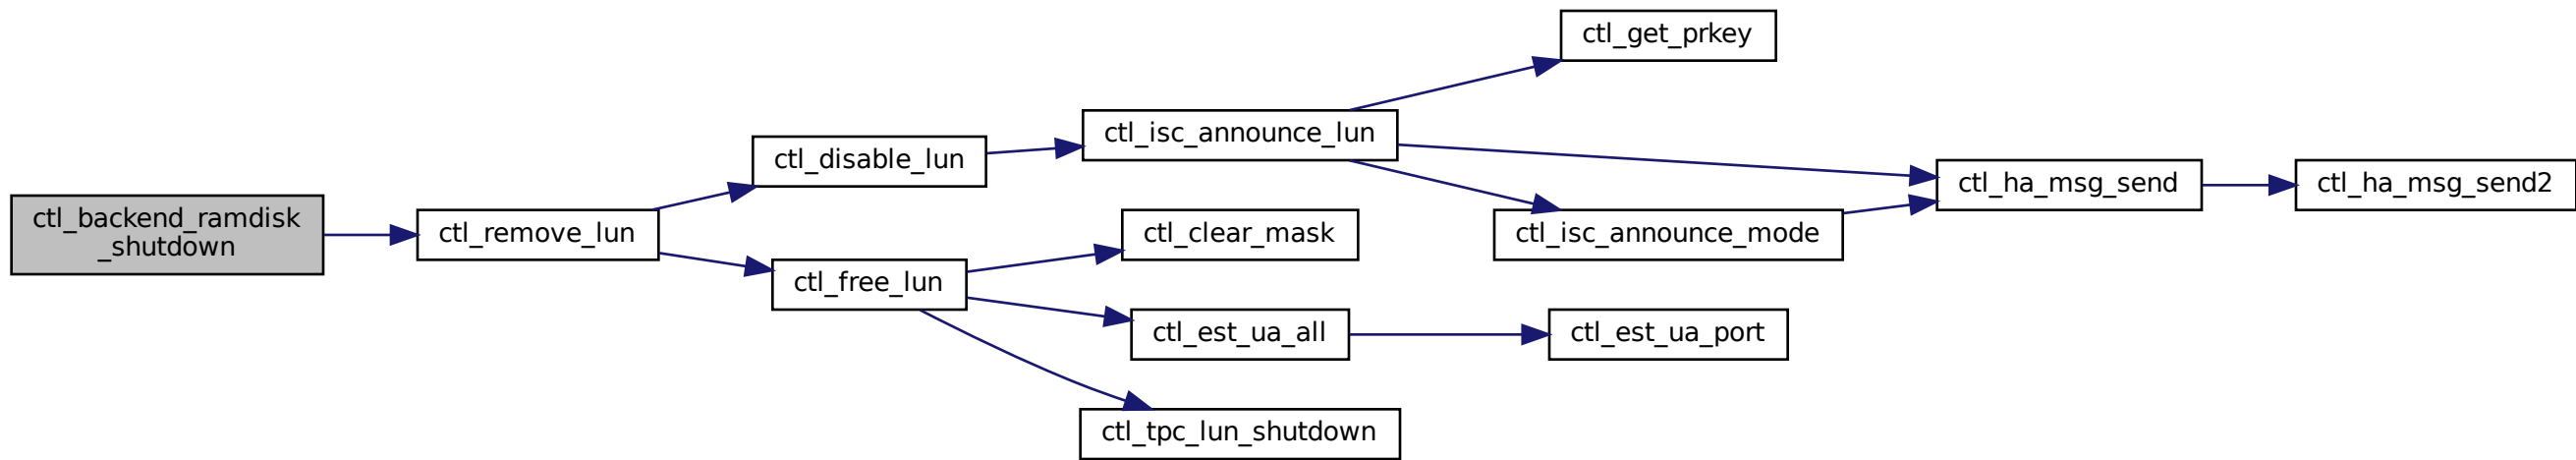 ctl_backend_ramdisk
_shutdown
ctl_remove_lun
ctl_disable_lun
ctl_free_lun
ctl_isc_announce_lun
ctl_clear_mask
ctl_est_ua_all
ctl_tpc_lun_shutdown
ctl_get_prkey
ctl_isc_announce_mode
ctl_est_ua_port
ctl_ha_msg_send
ctl_ha_msg_send2